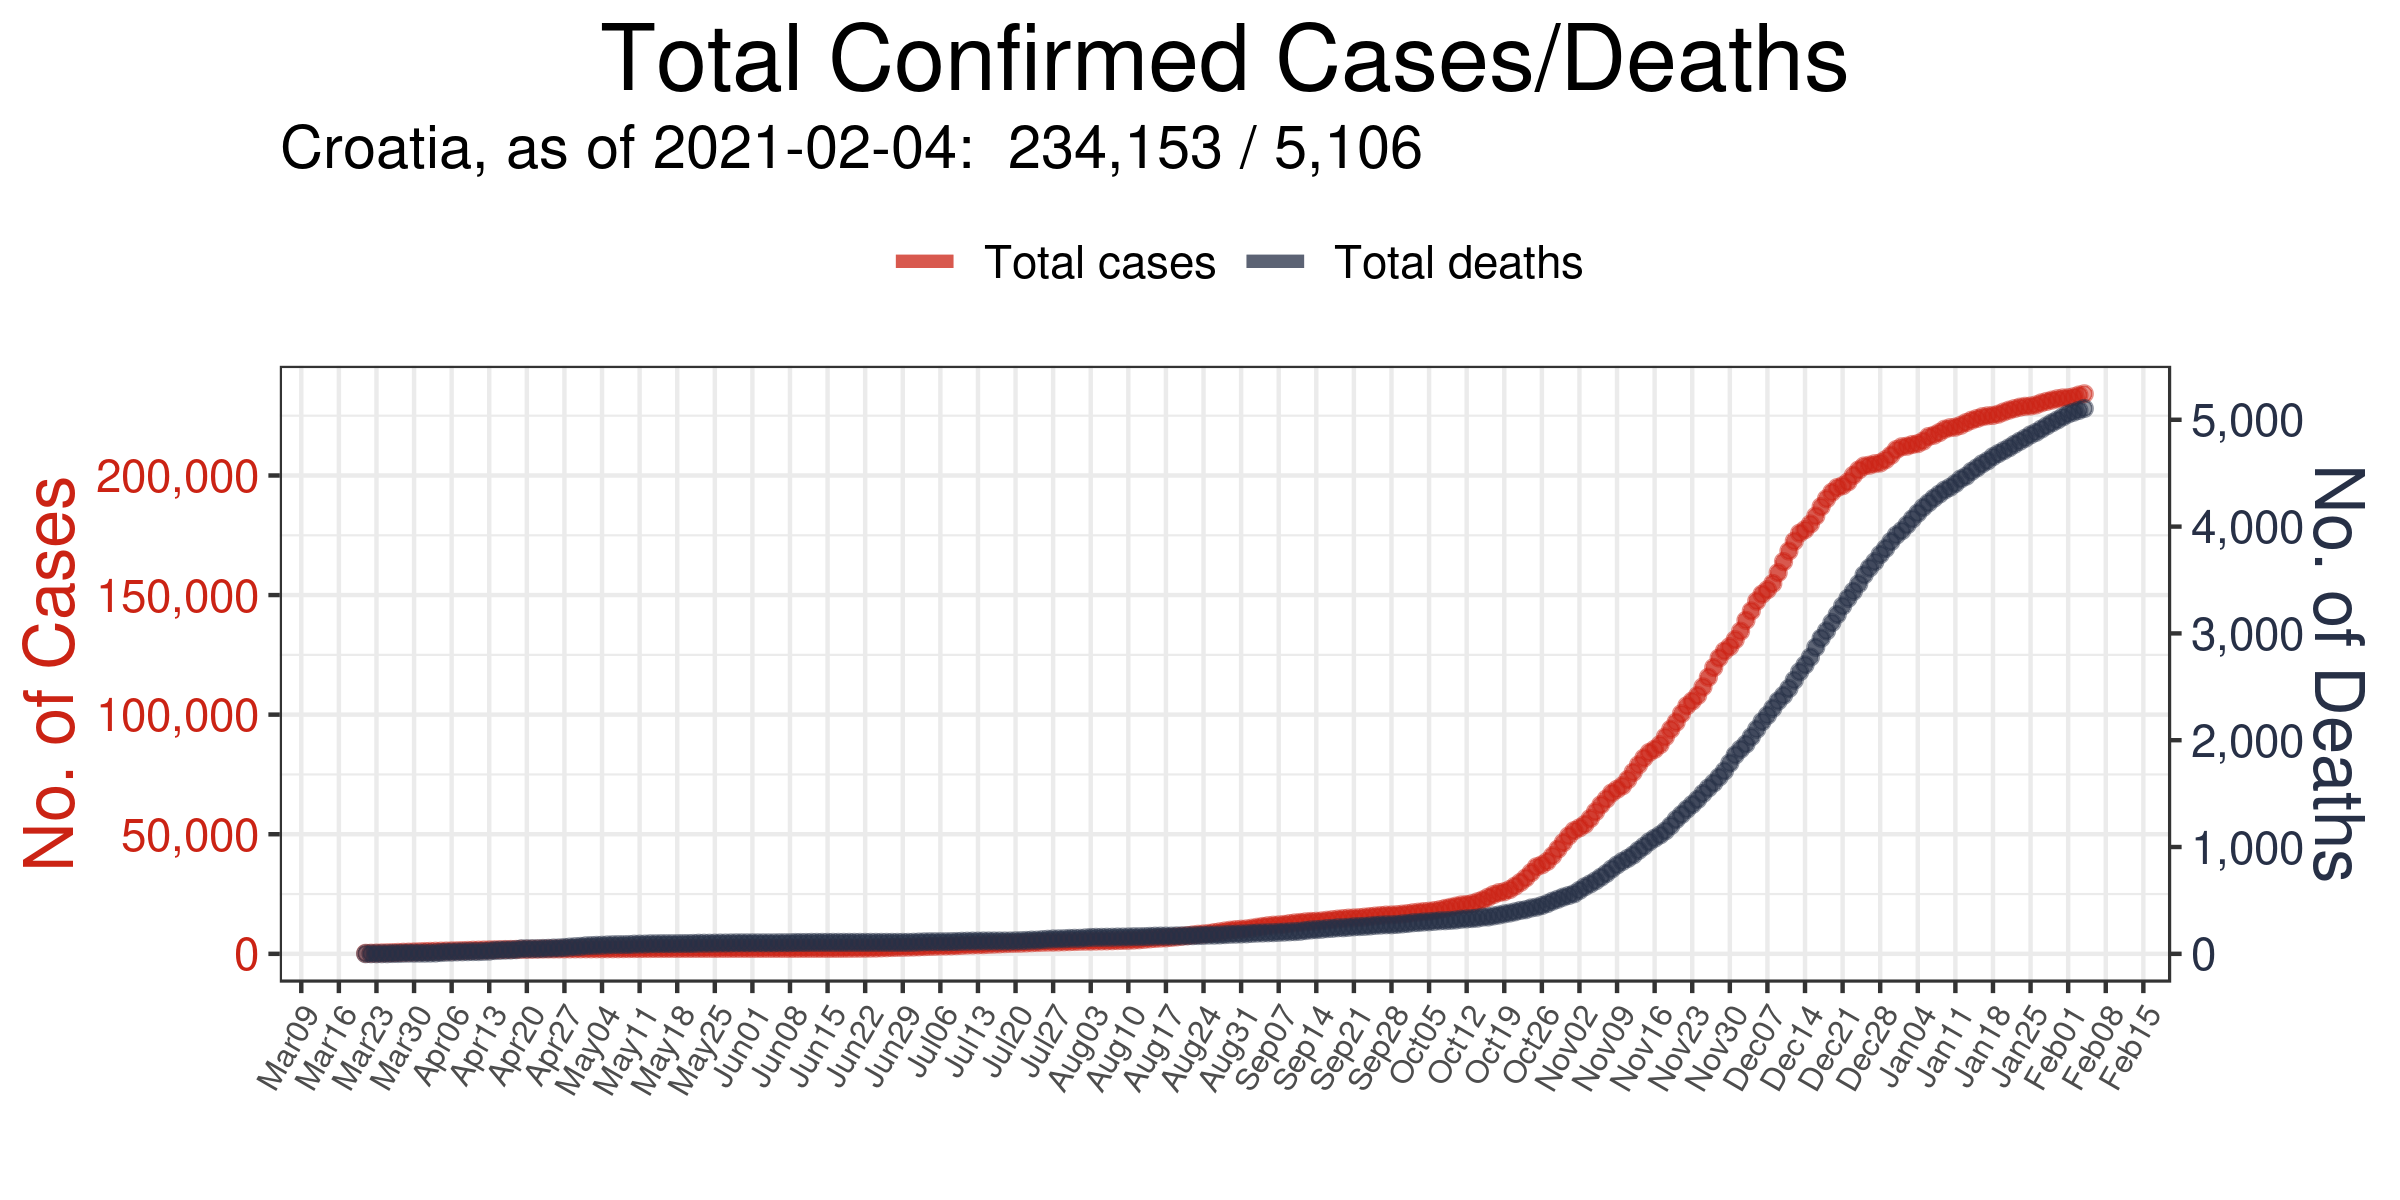 Total Confirmed Cases/Deaths
Croatia, as of 2021-02-04:  234,153 / 5,106
Total cases
Total deaths
No. of Cases
200,000
150,000
100,000
50,000
0
5,000
4,000
3,000
2,000
1,000
0
No. of Deaths
Mar09
Mar16
Mar23
Mar30
Apr06
Apr13
Apr20
Apr27
May04
May11
May18
May25
Jun01
Jun08
Jun15
Jun22
Jun29
Jul06
Jul13
Jul20
Jul27
Aug03
Aug10
Aug17
Aug24
Aug31
Sep07
Sep14
Sep21
Sep28
Oct05
Oct12
Oct19
Oct26
Nov02
Nov09
Nov16
Nov23
Nov30
Dec07
Dec14
Dec21
Dec28
Jan04
Jan11
Jan18
Jan25
Feb01
Feb08
Feb15